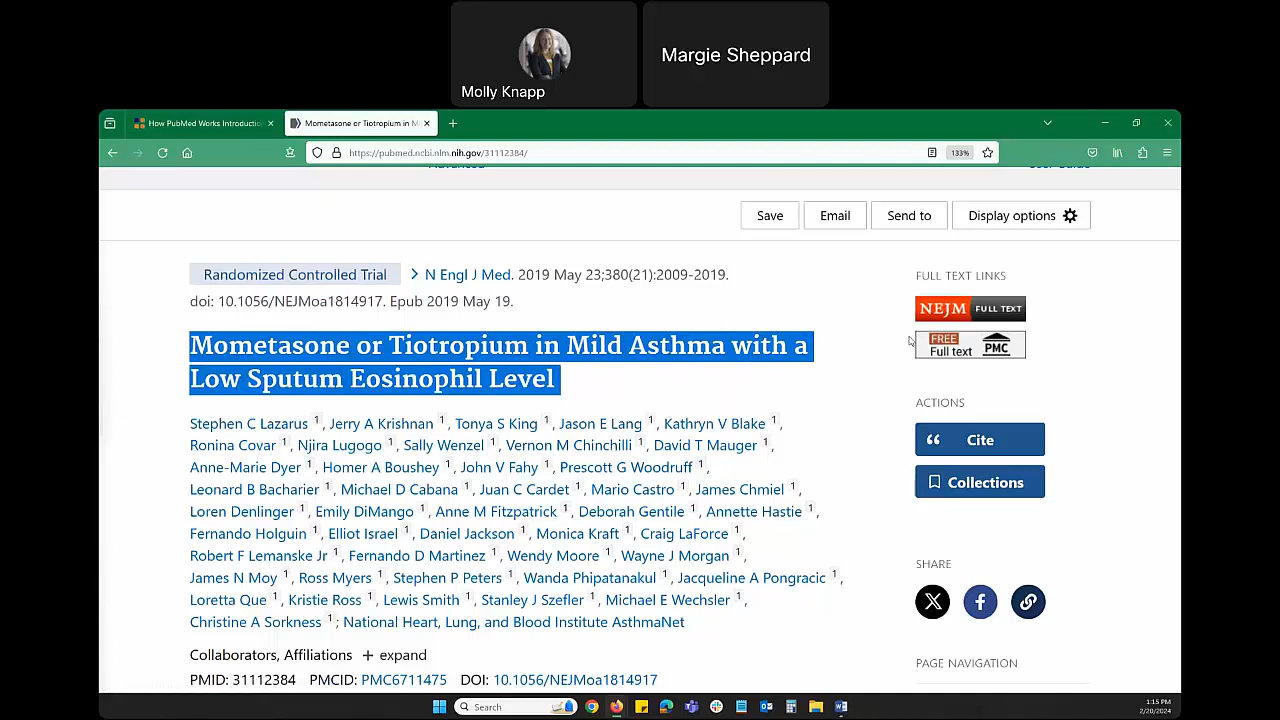 Molly Knapp
Margie Sheppard
How PubMed Works Introductio
Mometasone or Tiotropium in M
https://pubmed.ncbi.nlm.nih.gov/31112384/
133%
Advanced
User Guide
Save
Email
Send to
Display options
Randomized Controlled Trial
N Engl J Med. 2019 May 23;380(21):2009-2019.
doi: 10.1056/NEJMoa1814917. Epub 2019 May 19.
Mometasone or Tiotropium in Mild Asthma with a
Low Sputum Eosinophil Level
Stephen C Lazarus 1, Jerry A Krishnan 1, Tonya S King 1, Jason E Lang 1, Kathryn V Blake 1,
Ronina Covar 1, Njira Lugogo 1, Sally Wenzel 1, Vernon M Chinchilli 1, David T Mauger 1,
Anne-Marie Dyer 1, Homer A Boushey 1, John V Fahy 1, Prescott G Woodruff 1,
Leonard B Bacharier 1, Michael D Cabana 1, Juan C Cardet 1, Mario Castro 1, James Chmiel 1,
Loren Denlinger 1, Emily DiMango 1, Anne M Fitzpatrick 1, Deborah Gentile 1, Annette Hastie 1,
Fernando Holguin 1, Elliot Israel 1, Daniel Jackson 1, Monica Kraft 1, Craig LaForce 1,
Robert F Lemanske Jr 1, Fernando D Martinez 1, Wendy Moore 1, Wayne J Morgan 1,
James N Moy 1, Ross Myers 1, Stephen P Peters 1, Wanda Phipatanakul 1, Jacqueline A Pongracic 1,
Loretta Que 1, Kristie Ross 1, Lewis Smith 1, Stanley J Szefler 1, Michael E Wechsler 1,
Christine A Sorkness 1; National Heart, Lung, and Blood Institute AsthmaNet
Collaborators, Affiliations + expand
PMID: 31112384 PMCID: PMC6711475 DOI: 10.1056/NEJMoa1814917
FULL TEXT LINKS
NEJM FULL TEXT
FREE
Full text PMC
ACTIONS
Cite
Collections
SHARE
PAGE NAVIGATION
Search
1:15 PM
2/20/2024